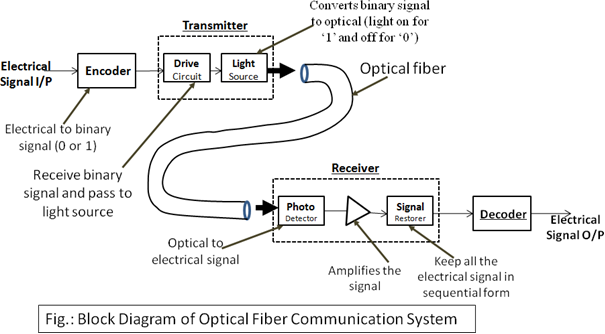 Converts binary signal
to optical (light on for
‘1’ and off for ‘0’)
Transmitter
Electrical
Signal I/P
Encoder
Drive
Circuit
Light
Source
Optical fiber
Electrical to binary
signal (0 or 1)
Receive binary
signal and pass to
light source
Receiver
Photo
Detector
Signal
Restorer
Decoder
Electrical
Signal O/P
Optical to
electrical signal
Amplifies the
signal
Keep all the
electrical signal in
sequential form
Fig.: Block Diagram of Optical Fiber Communication System